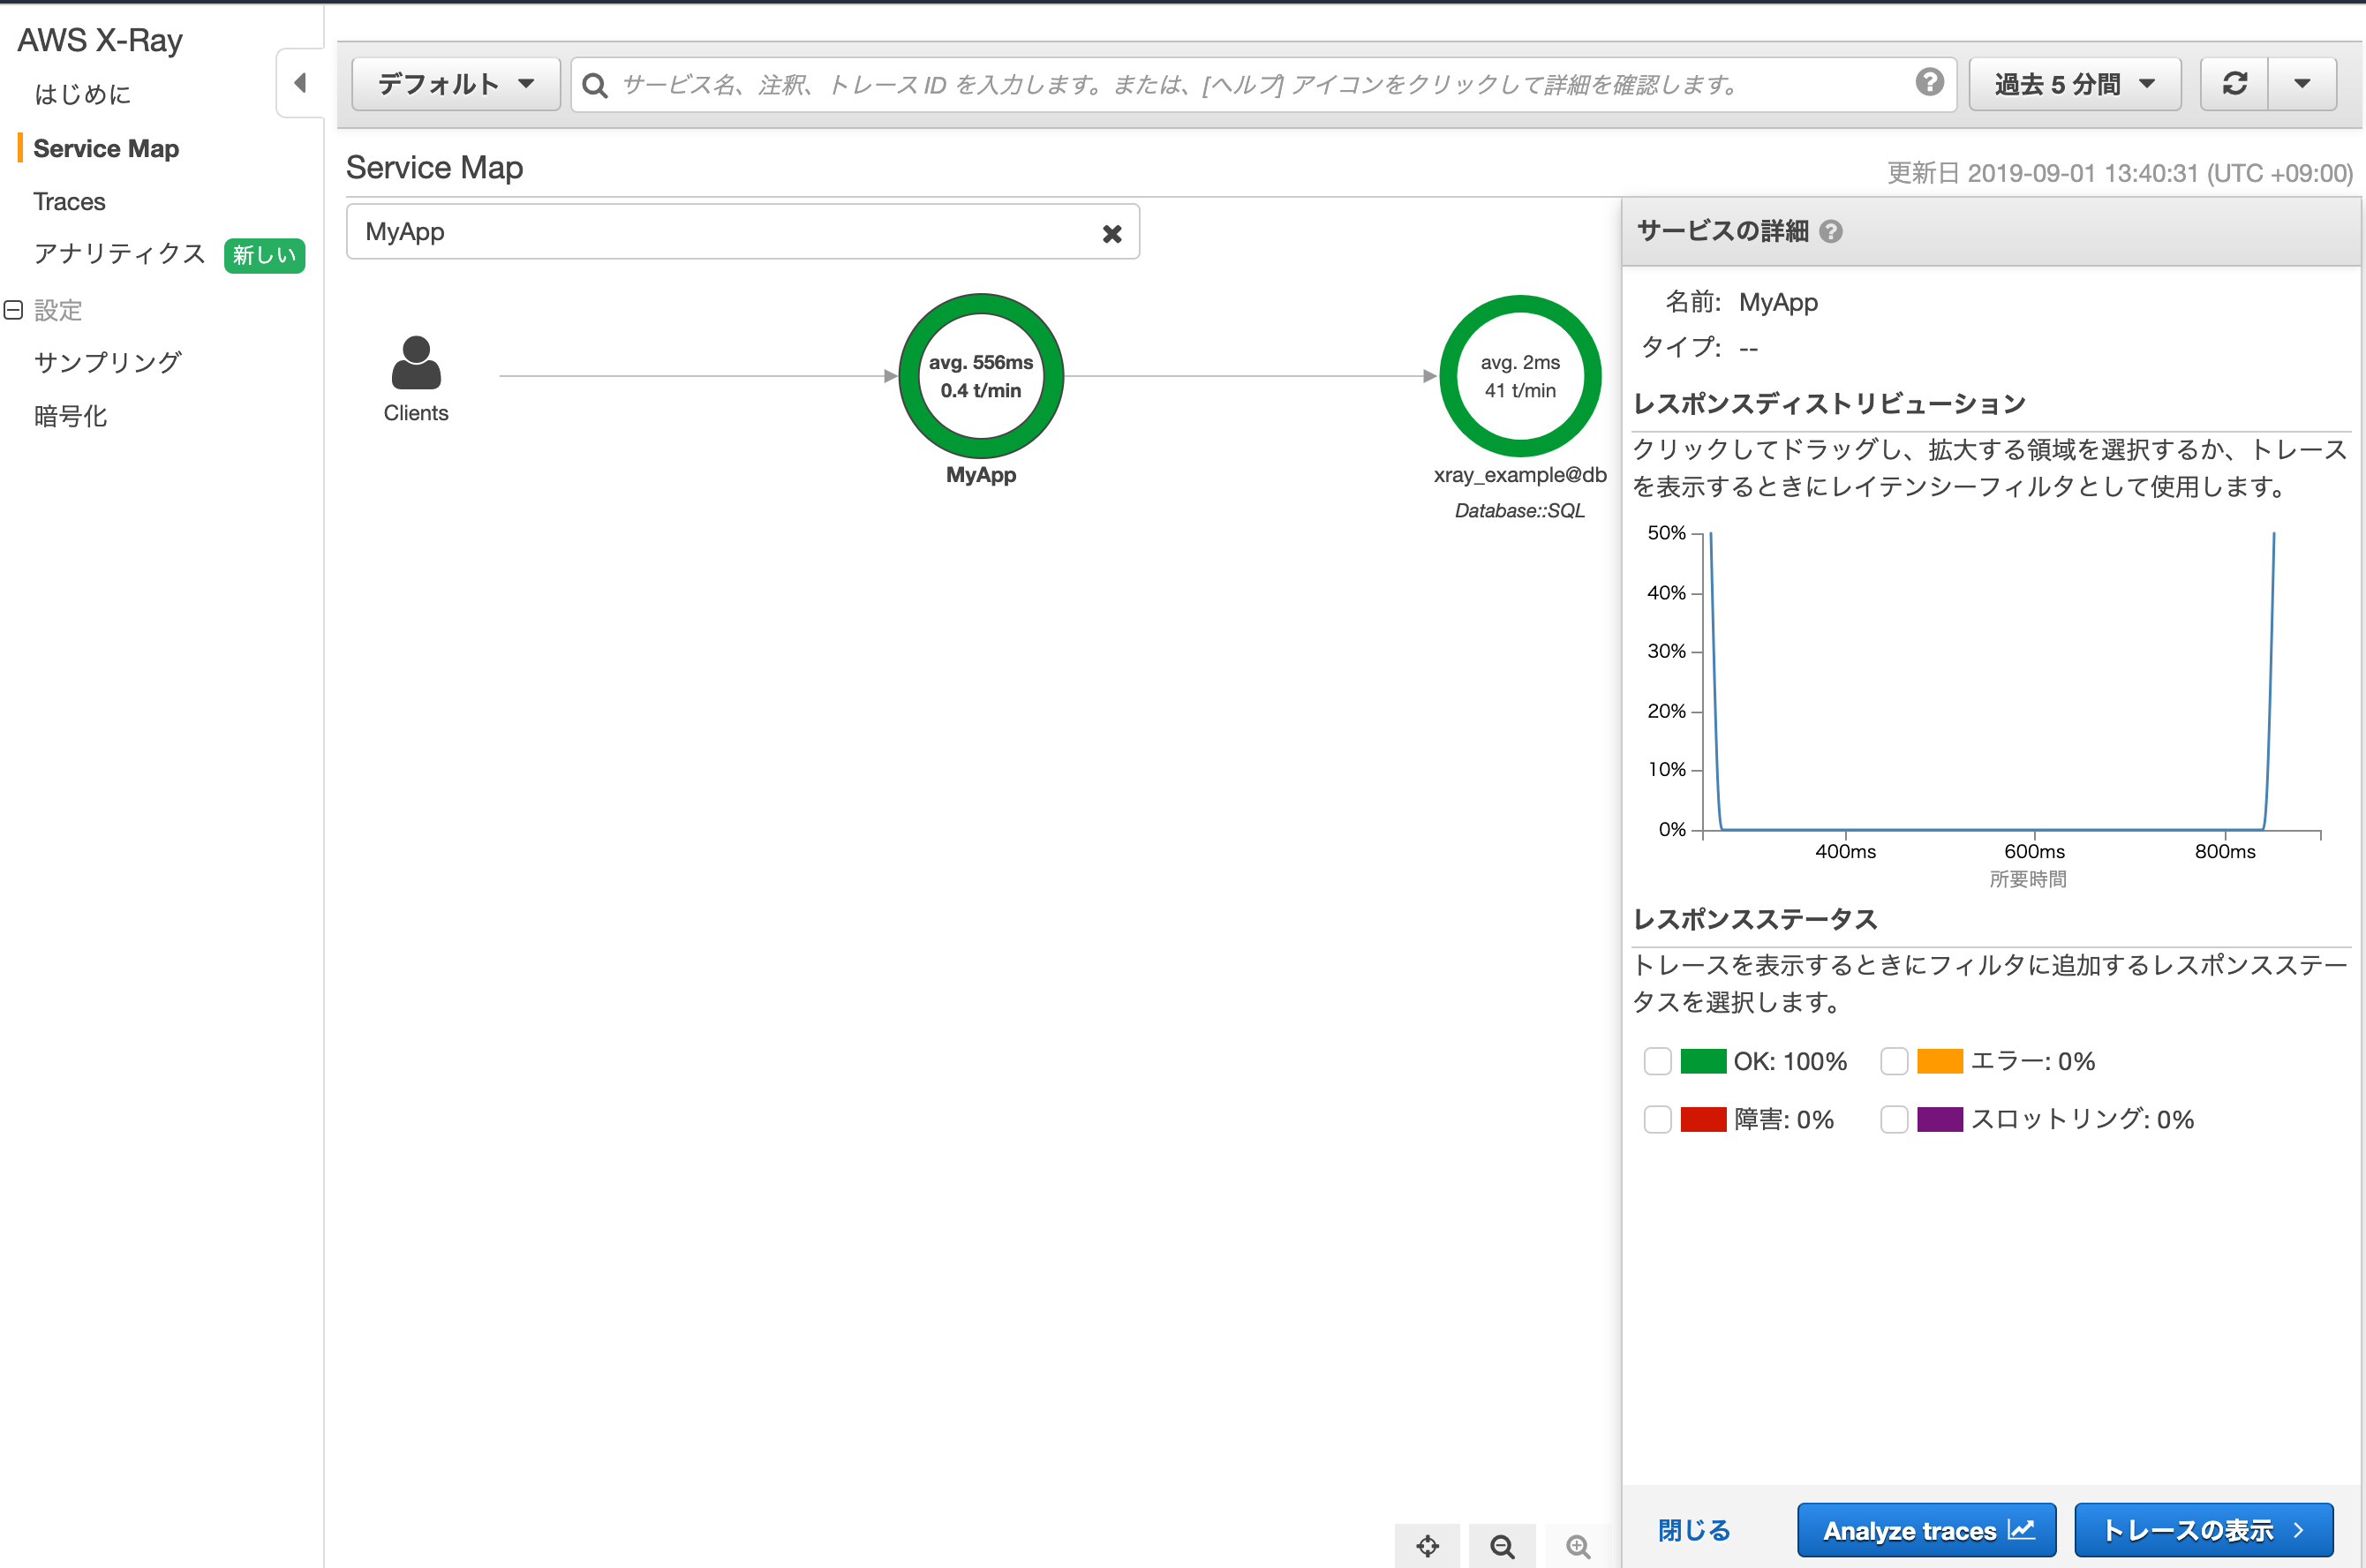 AWS X-Ray
はじめに
Service Map
Traces
アナリティクス 新しい
設定
サンプリング
暗号化
デフォルト
サービス名、注釈、トレース ID を入力します。または、[ヘルプ] アイコンをクリックして詳細を確認します。
過去 5 分間
Service Map
更新日 2019-09-01 13:40:31 (UTC +09:00)
MyApp
Clients
avg. 556ms
0.4 t/min
MyApp
avg. 2ms
41 t/min
xray_example@db
Database::SQL
サービスの詳細
名前: MyApp
タイプ: --
レスポンスディストリビューション
クリックしてドラッグし、拡大する領域を選択するか、トレース
を表示するときにレイテンシーフィルタとして使用します。
50%
40%
30%
20%
10%
0%
400ms 600ms 800ms
所要時間
レスポンスステータス
トレースを表示するときにフィルタに追加するレスポンスステー
タスを選択します。
OK: 100% エラー: 0%
障害: 0% スロットリング: 0%
閉じる Analyze traces トレースの表示